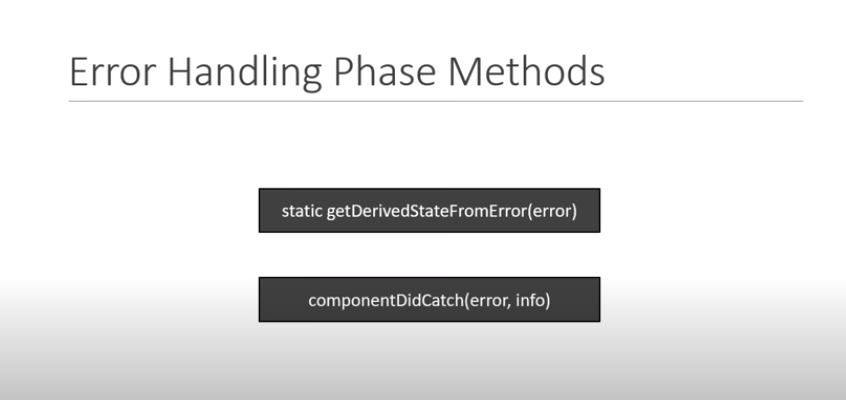 Error Handling Phase Methods
static getDerivedStateFromError(error)
componentDidCatch(error, info)